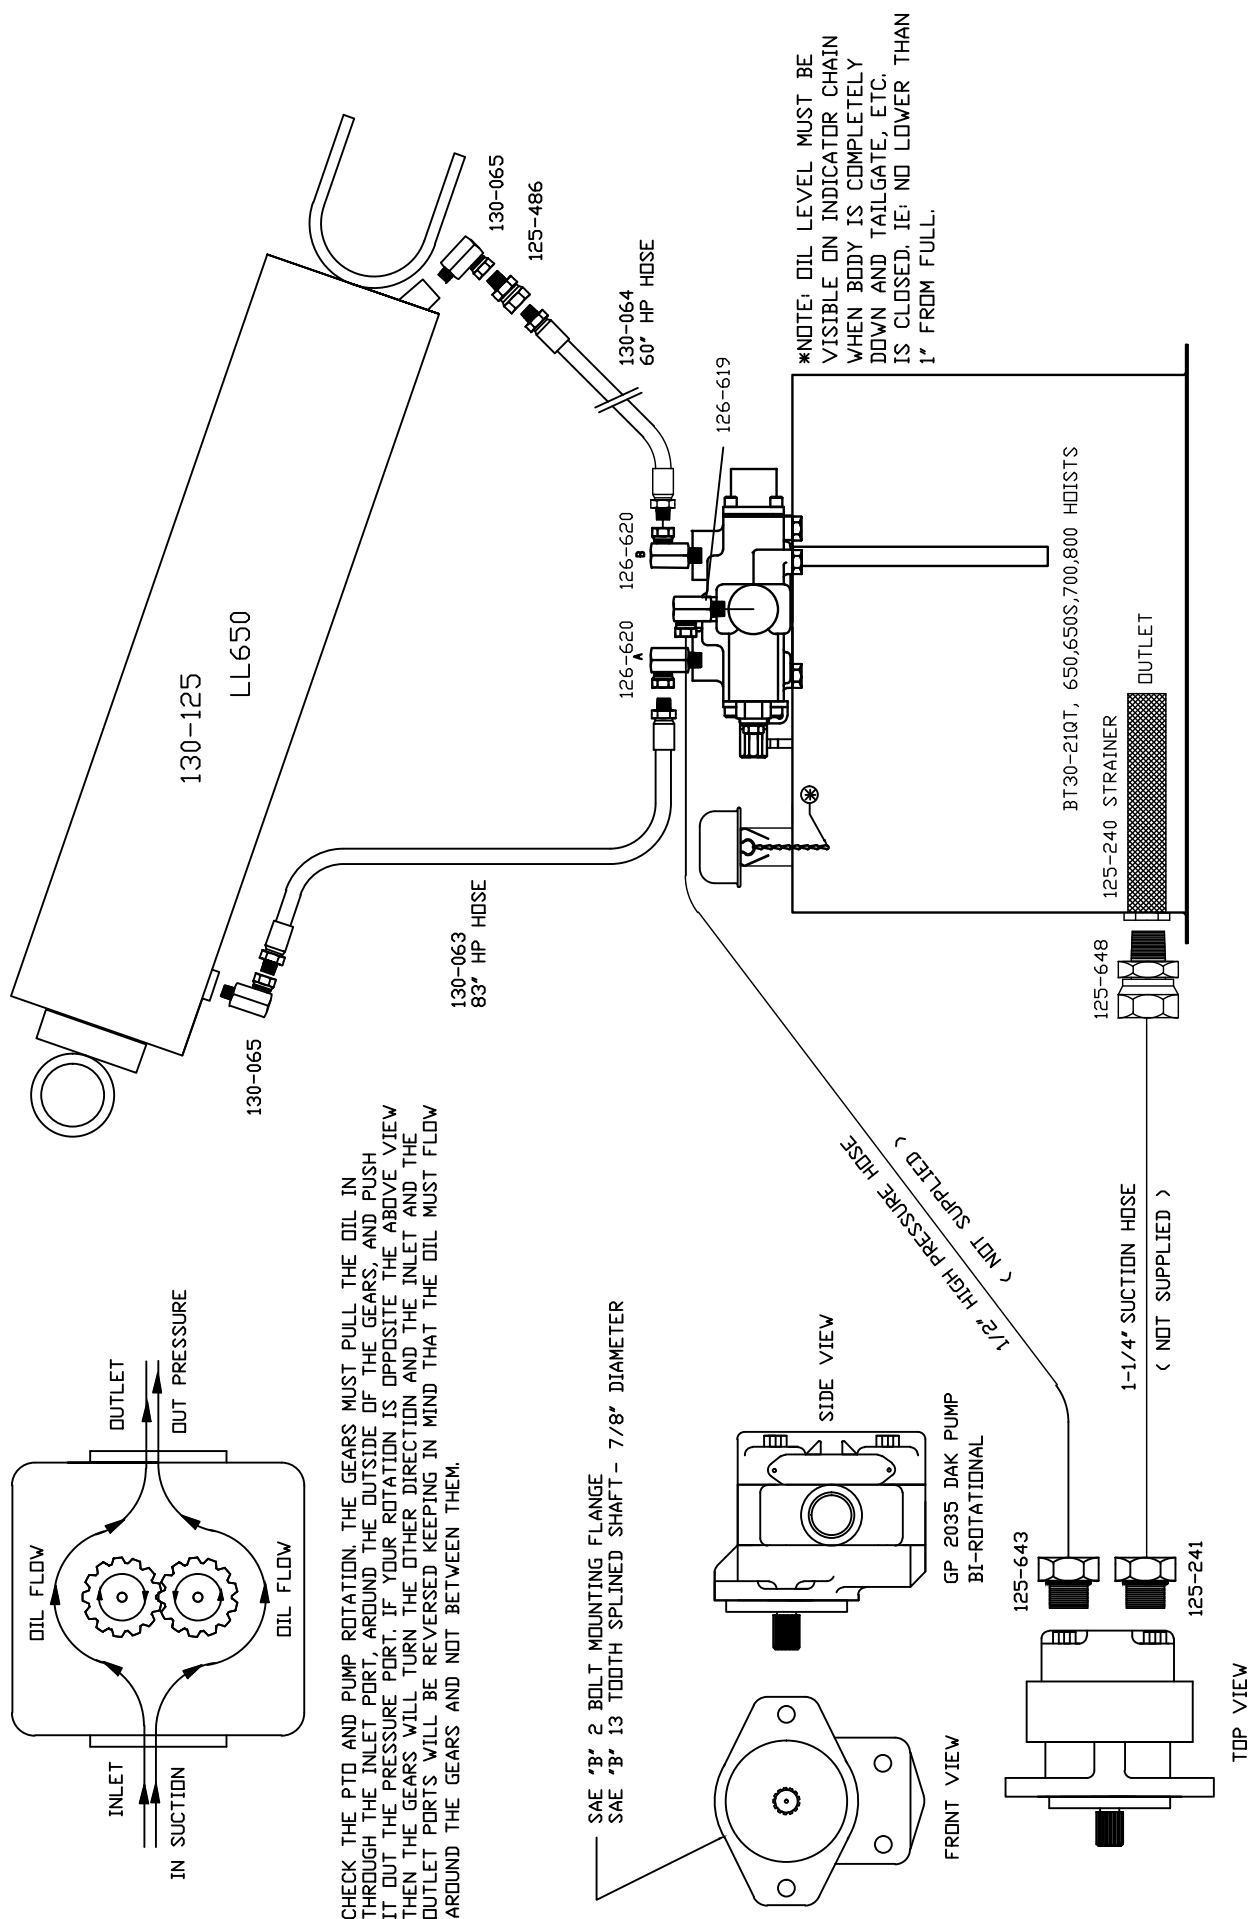 INLET
IN SUCTION
OIL FLOW
OIL FLOW
OUTLET
OUT PRESSURE
CHECK THE PTO AND PUMP ROTATION. THE GEARS MUST PULL THE OIL IN
THROUGH THE INLET PORT, AROUND THE OUTSIDE OF THE GEARS, AND PUSH
IT OUT THE PRESSURE PORT. IF YOUR ROTATION IS OPPOSITE THE ABOVE VIEW
THEN THE GEARS WILL TURN THE OTHER DIRECTION AND THE INLET AND THE
OUTLET PORTS WILL BE REVERSED KEEPING IN MIND THAT THE OIL MUST FLOW
AROUND THE GEARS AND NOT BETWEEN THEM.
130-125
LL650
130-065
130-065
125-486
130-063
83" HP HOSE
130-064
60" HP HOSE
126-620
A
126-620
B
126-619
*NOTE: OIL LEVEL MUST BE
VISIBLE ON INDICATOR CHAIN
WHEN BODY IS COMPLETELY
DOWN AND TAILGATE, ETC.
IS CLOSED. IE: NO LOWER THAN
1" FROM FULL.
SAE "B" 2 BOLT MOUNTING FLANGE
SAE "B" 13 TOOTH SPLINED SHAFT - 7/8" DIAMETER
SIDE VIEW
FRONT VIEW
GP 2035 DAK PUMP
BI-ROTATIONAL
1/2" HIGH PRESSURE HOSE
( NOT SUPPLIED )
125-643
125-241
TOP VIEW
1-1/4" SUCTION HOSE
( NOT SUPPLIED )
125-648
125-240 STRAINER
OUTLET
BT30-21QT, 650,650S,700,800 HOISTS